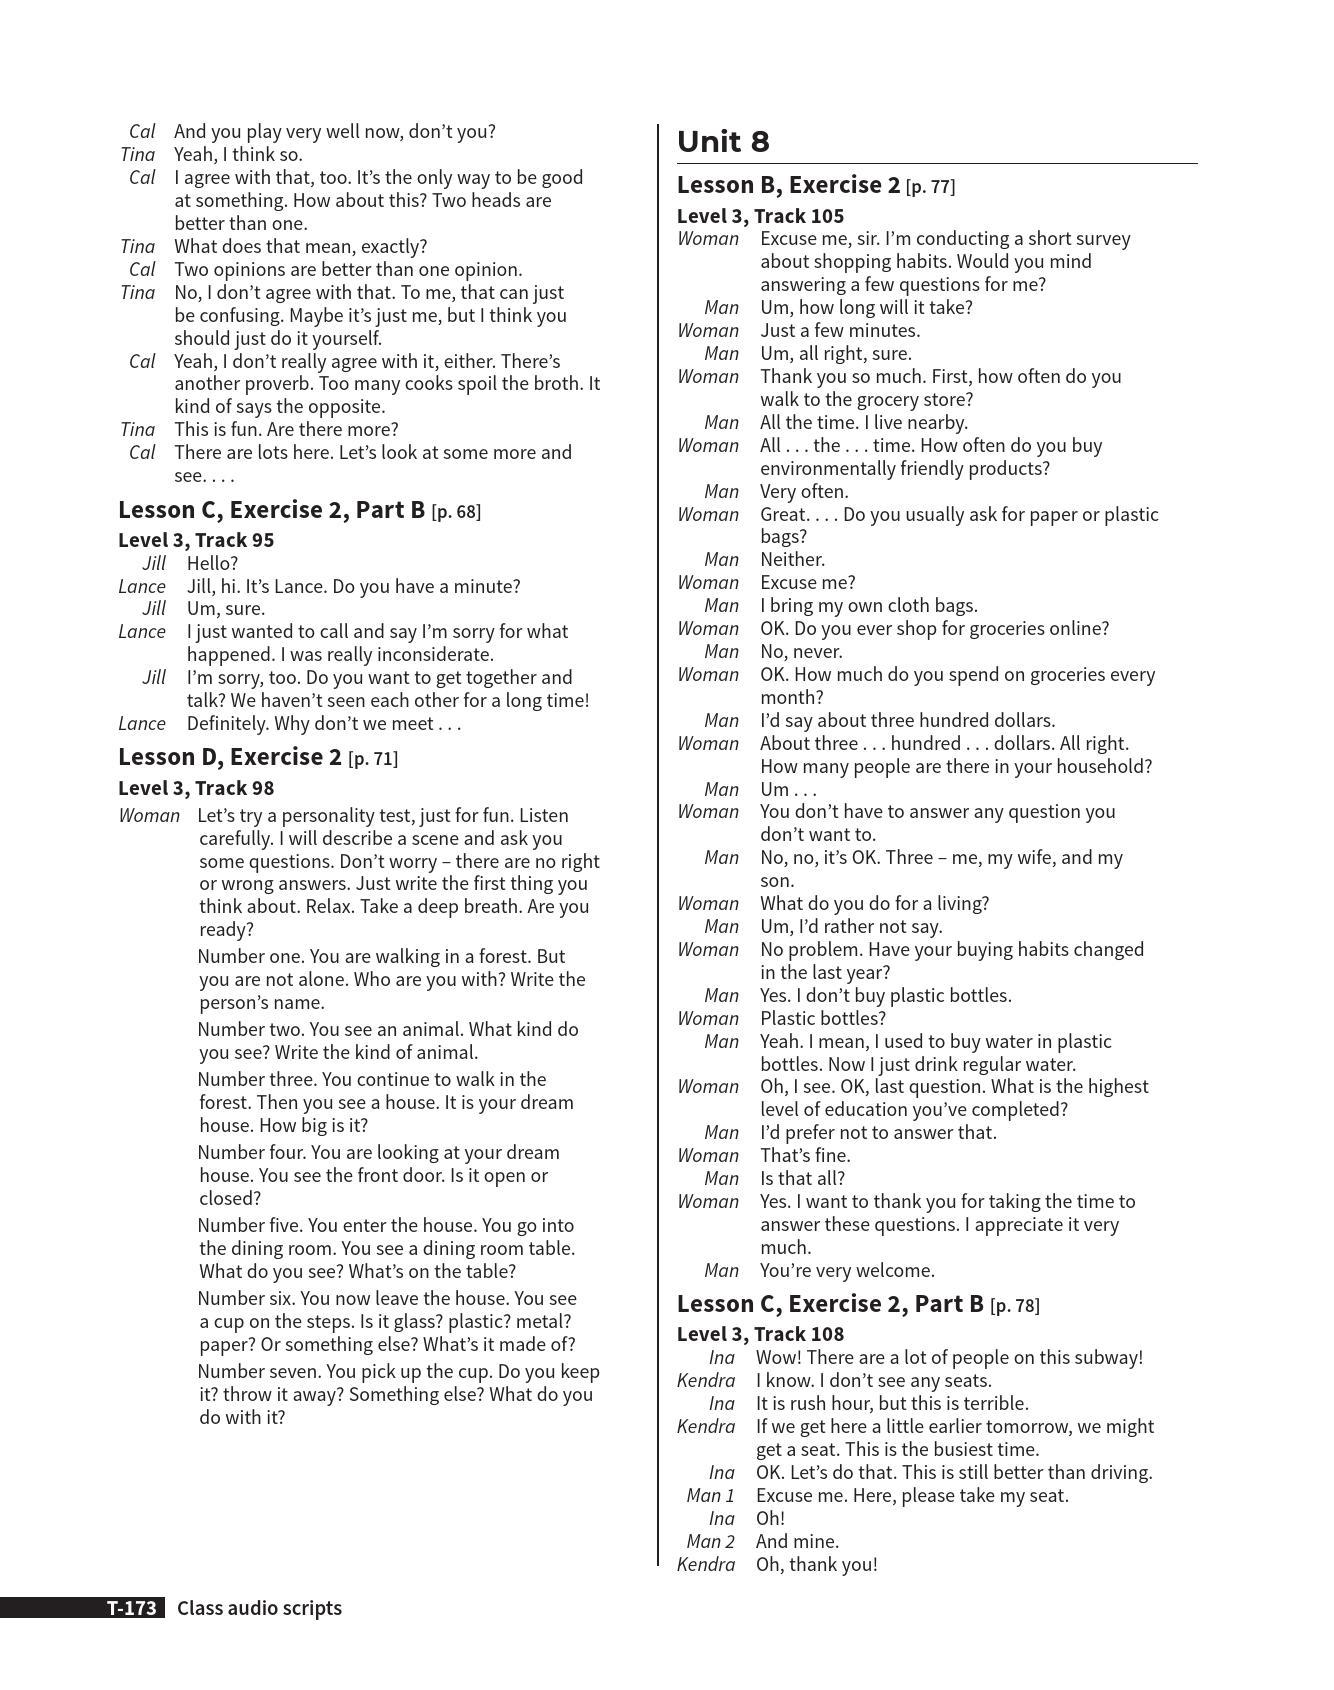 Cal And you play very well now, don’t you?
Tina Yeah, I think so.
Cal I agree with that, too. It’s the only way to be good
at something. How about this? Two heads are
better than one.
Tina What does that mean, exactly?
Cal Two opinions are better than one opinion.
Tina No, I don’t agree with that. To me, that can just
be confusing. Maybe it’s just me, but I think you
should just do it yourself.
Cal Yeah, I don’t really agree with it, either. There’s
another proverb. Too many cooks spoil the broth. It
kind of says the opposite.
Tina This is fun. Are there more?
Cal There are lots here. Let’s look at some more and
see. . . .
Lesson C, Exercise 2, Part B [p. 68]
Level 3, Track 95
Jill Hello?
Lance Jill, hi. It’s Lance. Do you have a minute?
Jill Um, sure.
Lance I just wanted to call and say I’m sorry for what
happened. I was really inconsiderate.
Jill I’m sorry, too. Do you want to get together and
talk? We haven’t seen each other for a long time!
Lance Definitely. Why don’t we meet . . .
Lesson D, Exercise 2 [p. 71]
Level 3, Track 98
Woman Let’s try a personality test, just for fun. Listen
carefully. I will describe a scene and ask you
some questions. Don’t worry – there are no right
or wrong answers. Just write the first thing you
think about. Relax. Take a deep breath. Are you
ready?
Number one. You are walking in a forest. But
you are not alone. Who are you with? Write the
person’s name.
Number two. You see an animal. What kind do
you see? Write the kind of animal.
Number three. You continue to walk in the
forest. Then you see a house. It is your dream
house. How big is it?
Number four. You are looking at your dream
house. You see the front door. Is it open or
closed?
Number five. You enter the house. You go into
the dining room. You see a dining room table.
What do you see? What’s on the table?
Number six. You now leave the house. You see
a cup on the steps. Is it glass? plastic? metal?
paper? Or something else? What’s it made of?
Number seven. You pick up the cup. Do you keep
it? throw it away? Something else? What do you
do with it?
Unit 8
Lesson B, Exercise 2 [p. 77]
Level 3, Track 105
Woman Excuse me, sir. I’m conducting a short survey
about shopping habits. Would you mind
answering a few questions for me?
Man Um, how long will it take?
Woman Just a few minutes.
Man Um, all right, sure.
Woman Thank you so much. First, how often do you
walk to the grocery store?
Man All the time. I live nearby.
Woman All . . . the . . . time. How often do you buy
environmentally friendly products?
Man Very often.
Woman Great. . . . Do you usually ask for paper or plastic
bags?
Man Neither.
Woman Excuse me?
Man I bring my own cloth bags.
Woman OK. Do you ever shop for groceries online?
Man No, never.
Woman OK. How much do you spend on groceries every
month?
Man I’d say about three hundred dollars.
Woman About three . . . hundred . . . dollars. All right.
How many people are there in your household?
Man Um . . .
Woman You don’t have to answer any question you
don’t want to.
Man No, no, it’s OK. Three – me, my wife, and my
son.
Woman What do you do for a living?
Man Um, I’d rather not say.
Woman No problem. Have your buying habits changed
in the last year?
Man Yes. I don’t buy plastic bottles.
Woman Plastic bottles?
Man Yeah. I mean, I used to buy water in plastic
bottles. Now I just drink regular water.
Woman Oh, I see. OK, last question. What is the highest
level of education you’ve completed?
Man I’d prefer not to answer that.
Woman That’s fine.
Man Is that all?
Woman Yes. I want to thank you for taking the time to
answer these questions. I appreciate it very
much.
Man You’re very welcome.
Lesson C, Exercise 2, Part B [p. 78]
Level 3, Track 108
Ina Wow! There are a lot of people on this subway!
Kendra I know. I don’t see any seats.
Ina It is rush hour, but this is terrible.
Kendra If we get here a little earlier tomorrow, we might
get a seat. This is the busiest time.
Ina OK. Let’s do that. This is still better than driving.
Man 1 Excuse me. Here, please take my seat.
Ina Oh!
Man 2 And mine.
Kendra Oh, thank you!
T-173 Class audio scripts